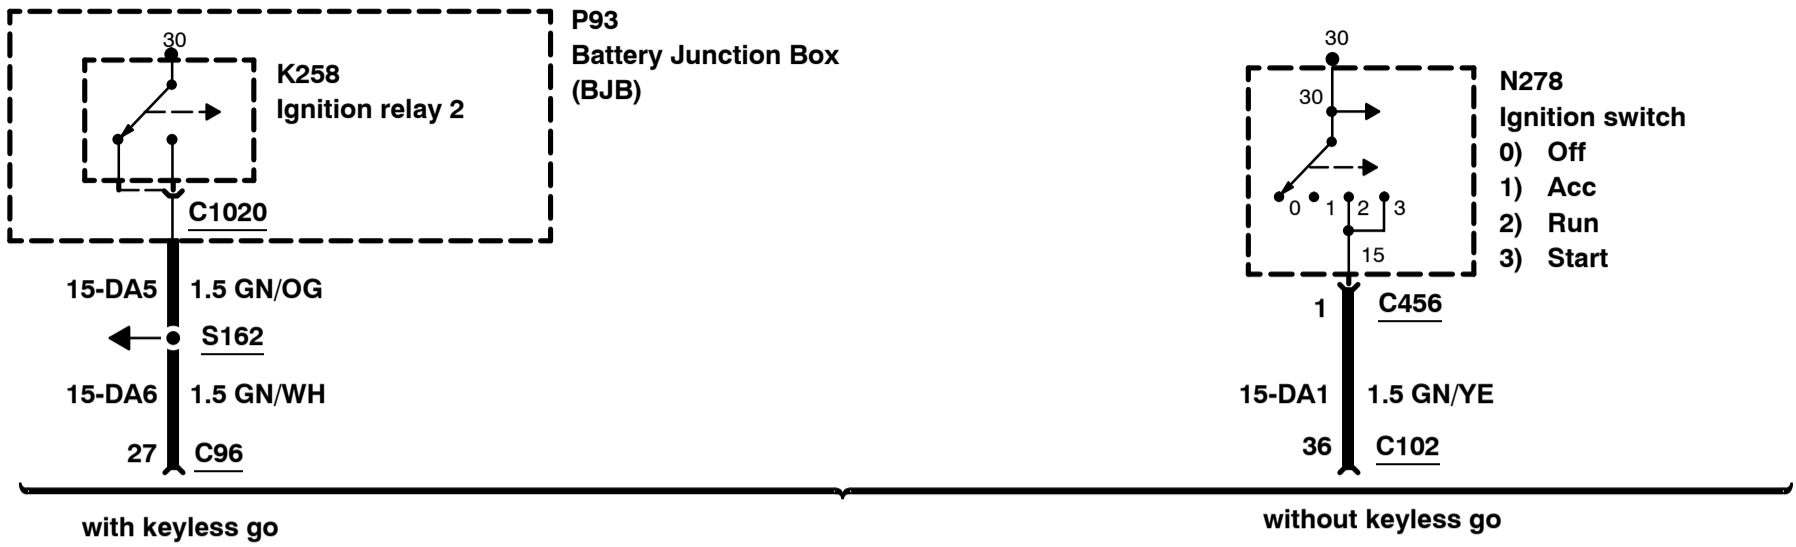 30
K258
Ignition relay 2
P93
Battery Junction Box
(BJB)
C1020
15-DA5 1.5 GN/OG
S162
15-DA6 1.5 GN/WH
27 C96
with keyless go
30
30
N278
Ignition switch
0) Off
1) Acc
2) Run
3) Start
0 1 2 3
15
1 C456
15-DA1 1.5 GN/YE
36 C102
without keyless go